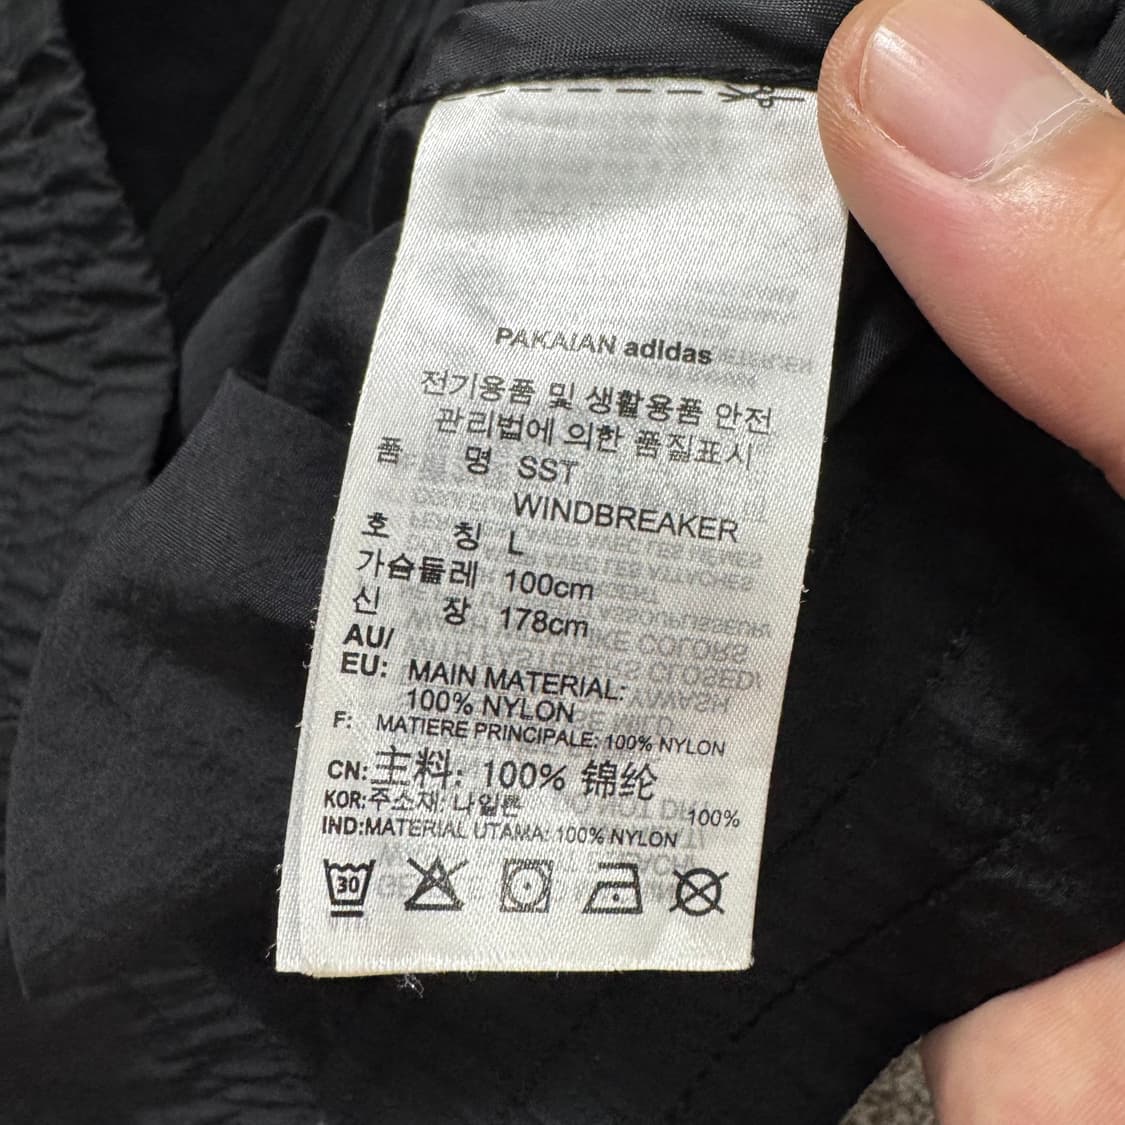 PAKAIAN adidas
전기용품 및 생활용품 안전
관리법에 의한 품질표시
품 명 SST
WINDBREAKER
호 칭 L
가슴둘레 100cm
신 장 178cm
AU/
EU: MAIN MATERIAL:
100% NYLON
F: MATIERE PRINCIPALE: 100% NYLON
CN: 主料: 100% 锦纶
KOR: 주소재: 나일론 100%
IND:MATERIAL UTAMA: 100% NYLON
30